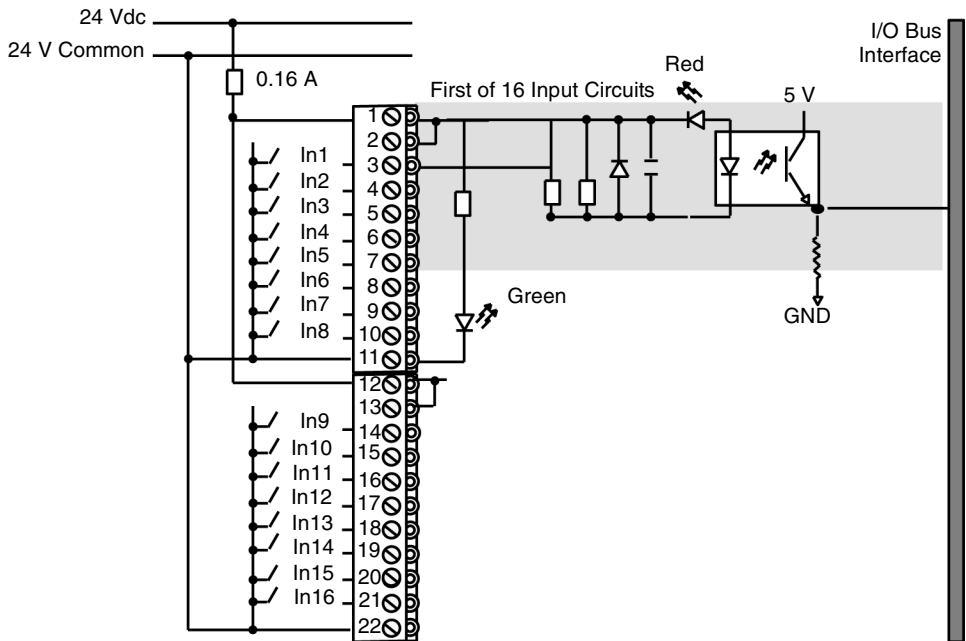 24 Vdc
24 V Common
0.16 A
I/O Bus
Interface
Red
First of 16 Input Circuits
5 V
1
2
In1
3
In2
4
In3
5
In4
6
In5
7
In6
8
In7
9
In8
10
11
Green
GND
12
13
In9
14
In10
15
In11
16
In12
17
In13
18
In14
19
In15
20
In16
21
22